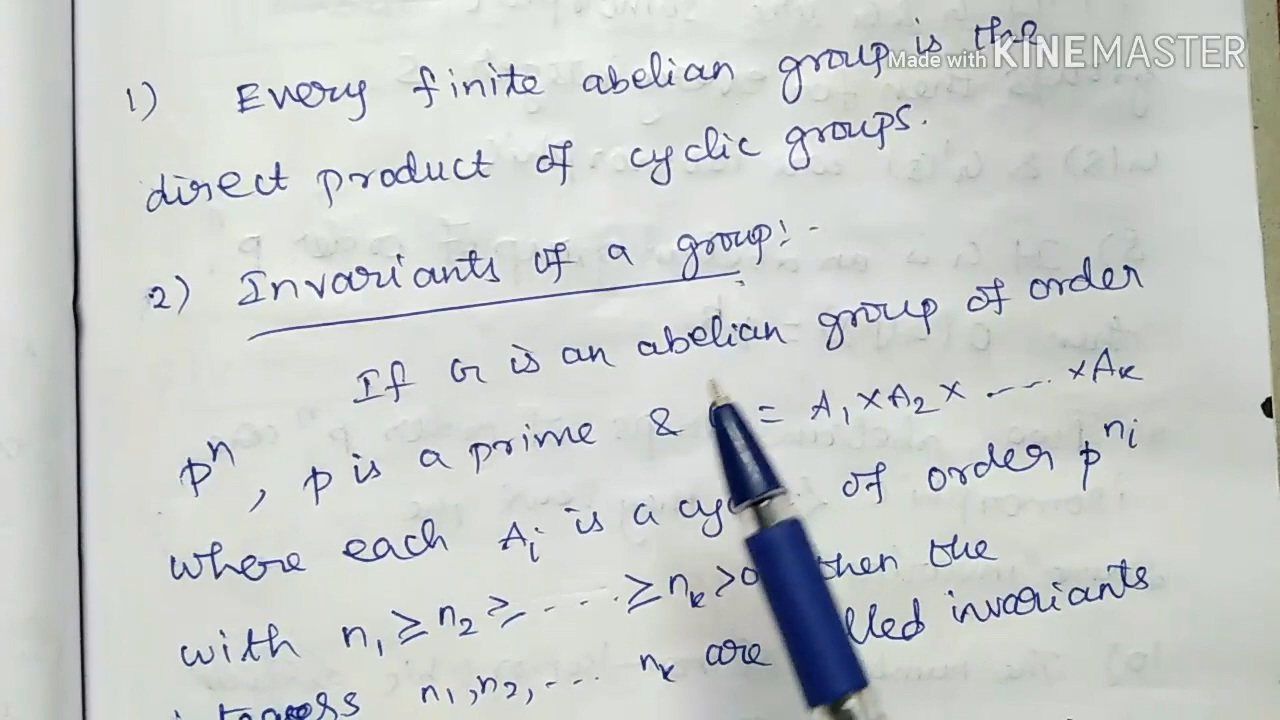 Made with KINEMASTER
1) Every finite abelian group is the
direct product of cyclic groups.
2) Invariants of a group:-
If G is an abelian group of order
pⁿ, p is a prime & = A₁ × A₂ × ---- × Aₖ
where each Aᵢ is a of order p^{nᵢ}
with n₁ ≥ n₂ ≥ ---- ≥ nₖ > 0 then the
n₁, n₂, --- nₖ are invariants